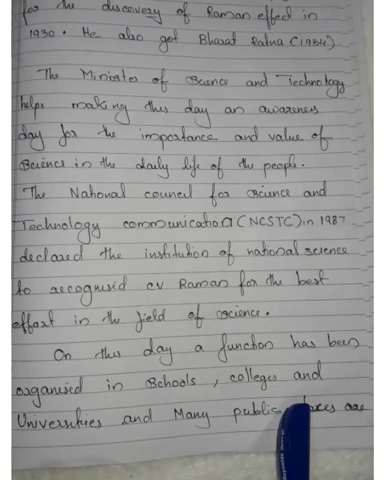 for the discovery of Raman effect in
1930. He also got Bharat Ratna (1954)
The Minister of Science and Technology
helps making this day an awareness
day for the importance and value of
Science in the daily life of the people.
The National council for science and
Technology communication (NCSTC) in 1987
declared the institution of national science
to recognisid cv Raman for the best
effort in the field of science.
On this day a function has been
organised in Schools, colleges and
Universities and Many public are